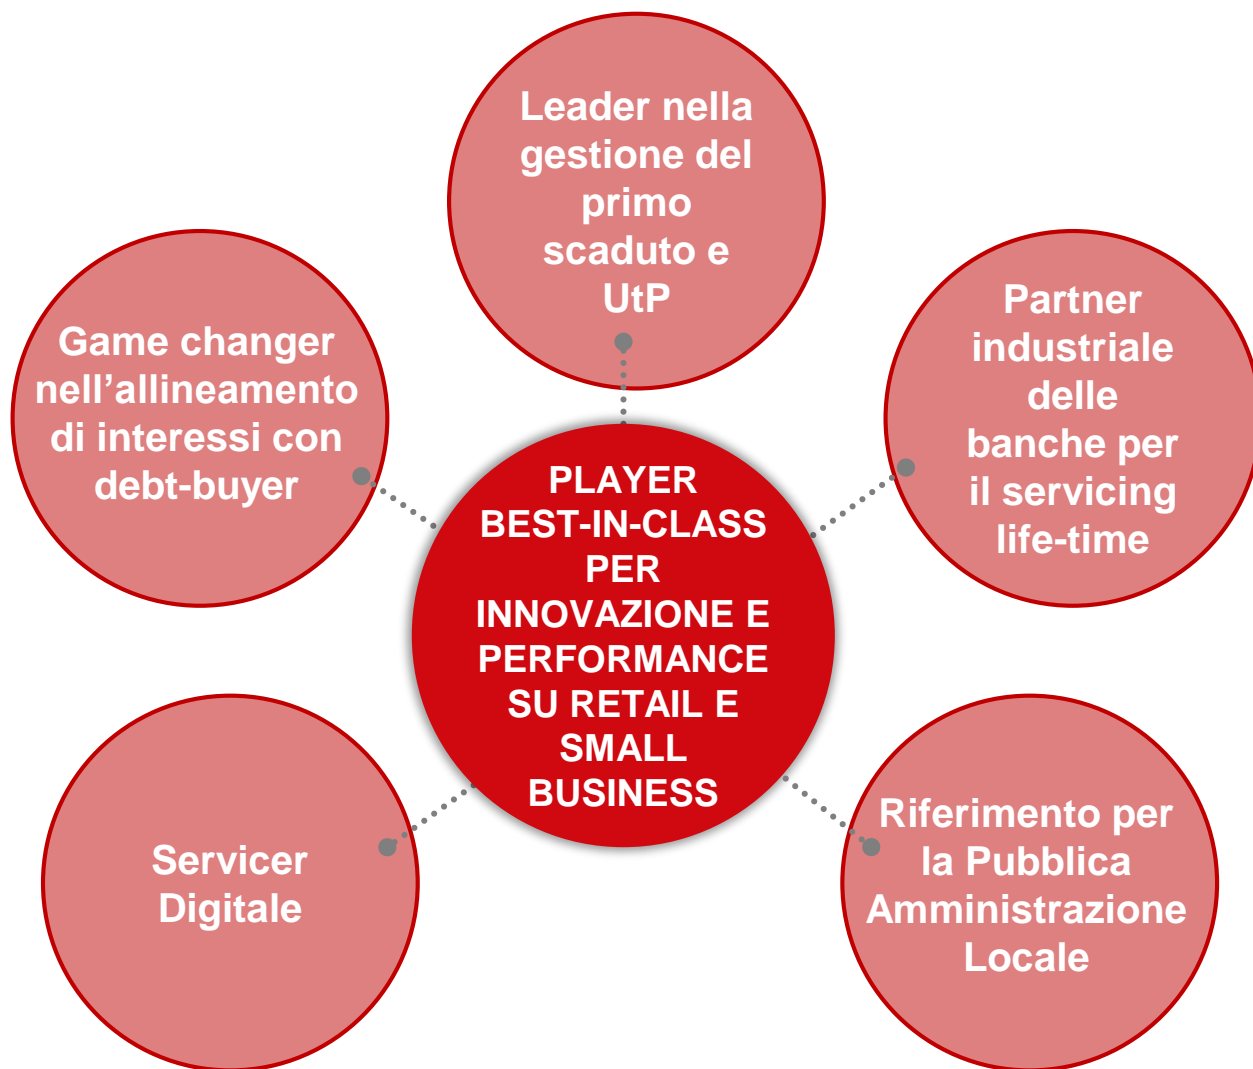 Leader nella
gestione del
primo
scaduto e
UtP
Game changer
nell’allineamento
di interessi con
debt-buyer
Partner
industriale
delle
banche per
il servicing
life-time
PLAYER
BEST-IN-CLASS
PER
INNOVAZIONE E
PERFORMANCE
SU RETAIL E
SMALL
BUSINESS
Servicer
Digitale
Riferimento per
la Pubblica
Amministrazione
Locale